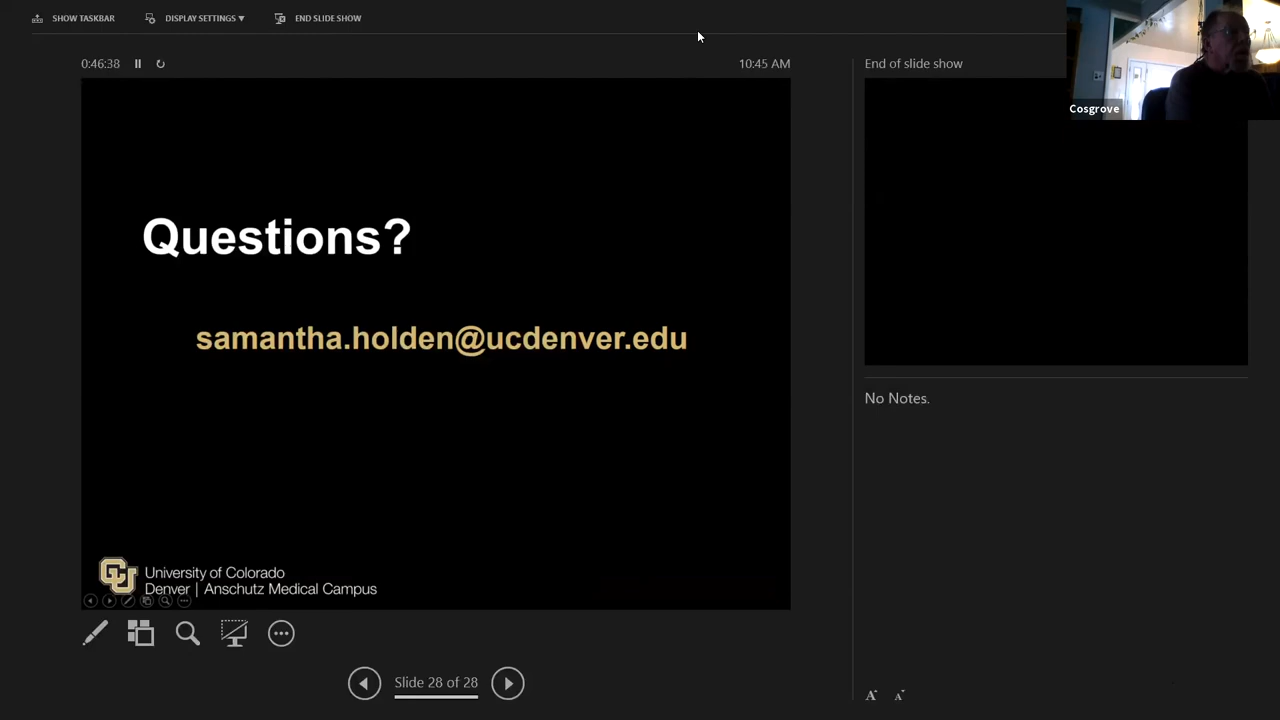 SHOW TASKBAR
DISPLAY SETTINGS ▾
END SLIDE SHOW
0:46:38
10:45 AM
End of slide show
Cosgrove
Questions?
samantha.holden@ucdenver.edu
No Notes.
CU
University of Colorado
Denver | Anschutz Medical Campus
Slide 28 of 28
A A